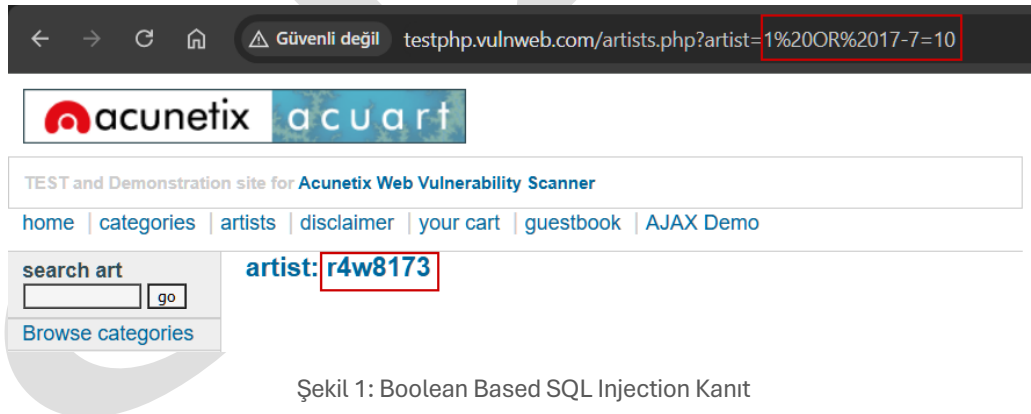 Güvenli değil testphp.vulnweb.com/artists.php?artist=1%20OR%2017-7=10
acunetix acuart
TEST and Demonstration site for Acunetix Web Vulnerability Scanner
home | categories | artists | disclaimer | your cart | guestbook | AJAX Demo
search art
go
Browse categories
artist: r4w8173
Şekil 1: Boolean Based SQL Injection Kanıt